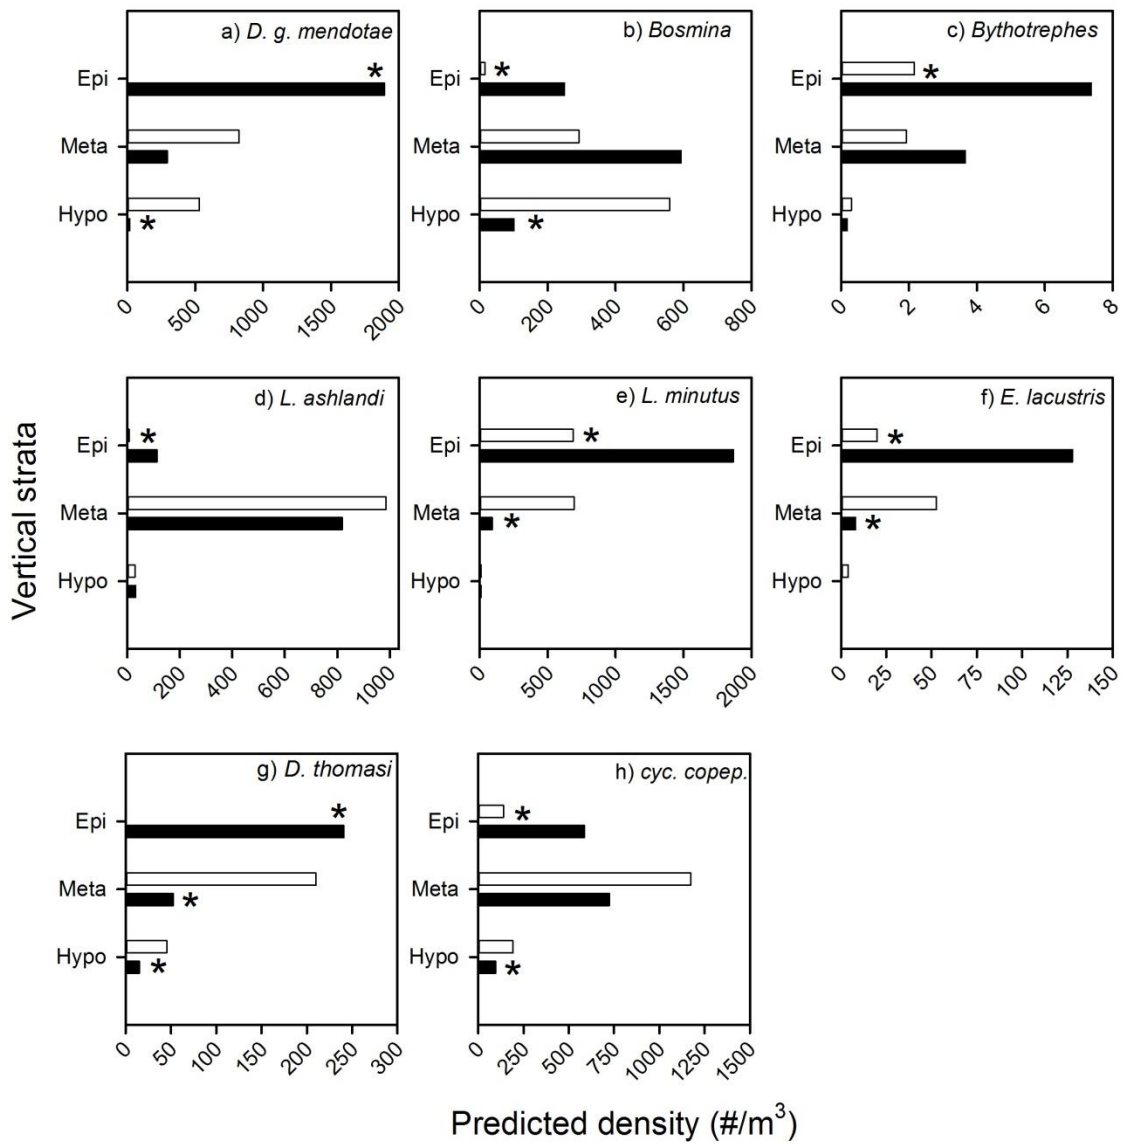 a) D. g. mendotae
Epi
*
Meta
Hypo
*
0 500 1000 1500 2000
b) Bosmina
Epi
*
Meta
Hypo
*
0 200 400 600 800
c) Bythotrephes
Epi
*
Meta
Hypo
0 2 4 6 8
Vertical strata
d) L. ashlandi
Epi
*
Meta
Hypo
0 200 400 600 800 1000
e) L. minutus
Epi
*
Meta
*
Hypo
0 500 1000 1500 2000
f) E. lacustris
Epi
*
Meta
*
Hypo
0 25 50 75 100 125 150
g) D. thomasi
Epi
*
Meta
*
Hypo
*
0 50 100 150 200 250 300
h) cyc. copep.
Epi
*
Meta
Hypo
*
0 250 500 750 1000 1250 1500
Predicted density (#/m³)